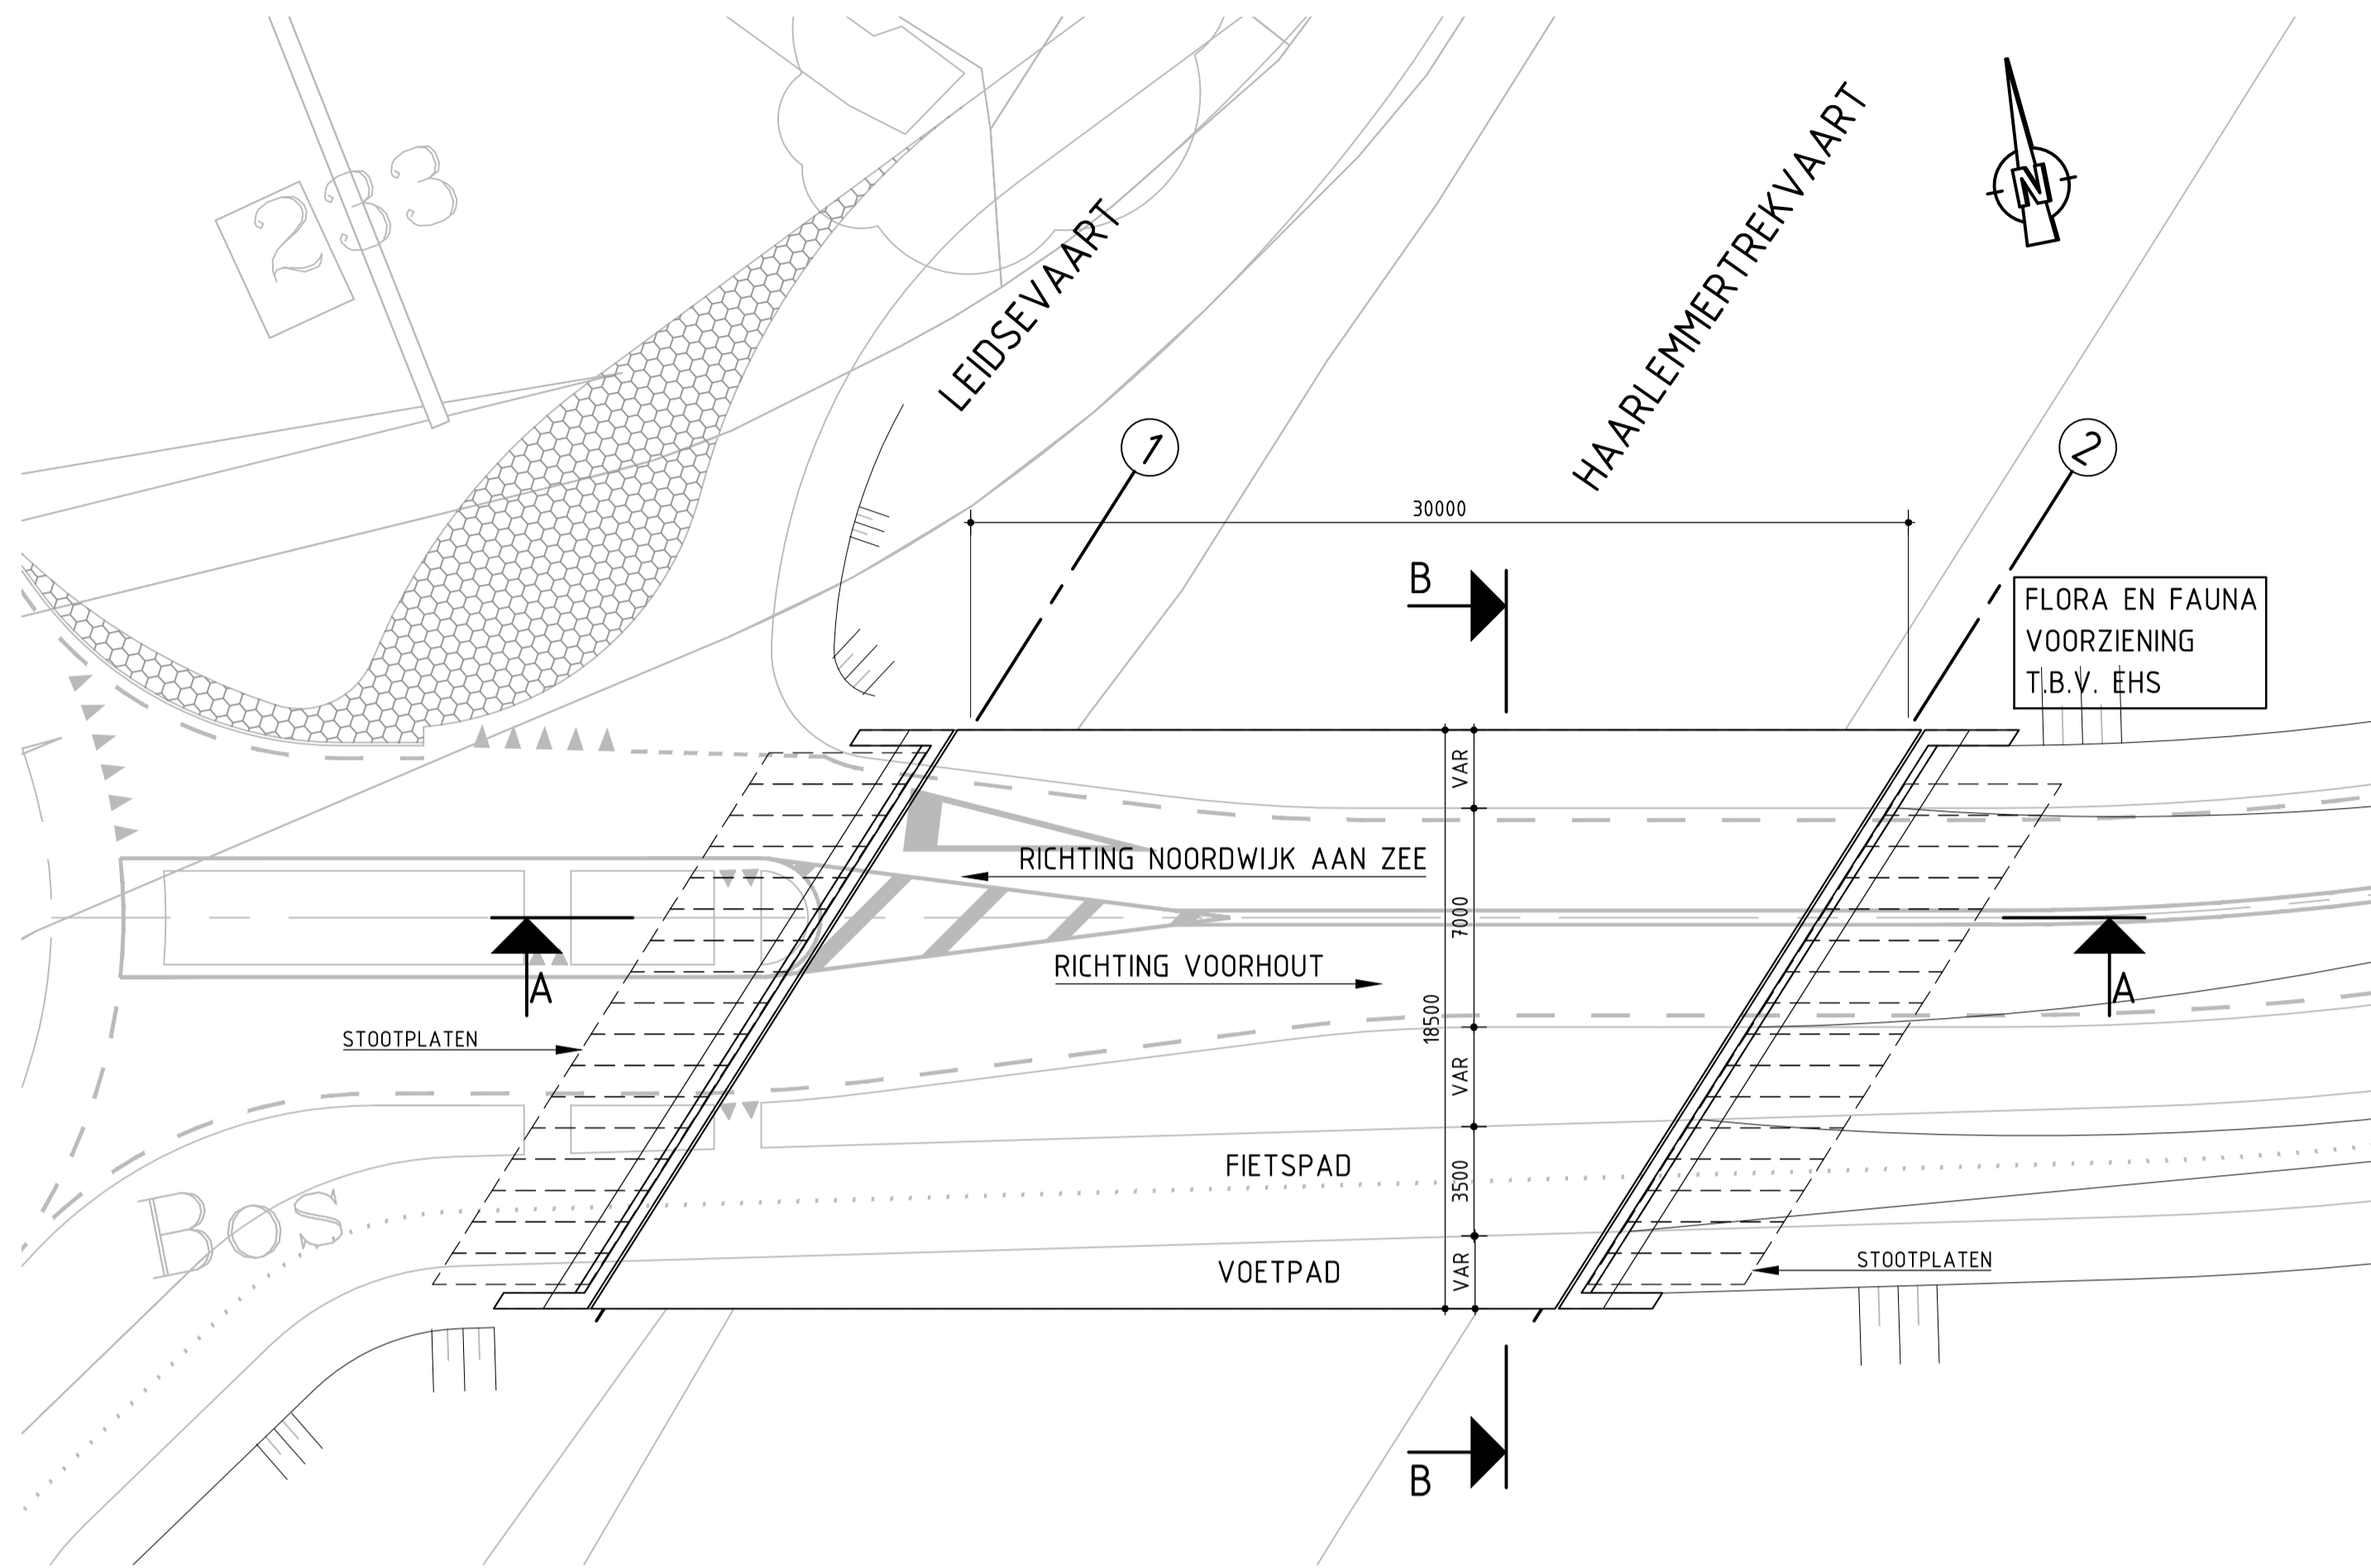 233
N
LEIDSEVAART
HAARLEMMERTREKVAART
1
2
30000
B
FLORA EN FAUNA
VOORZIENING
T.B.V. EHS
VAR
RICHTING NOORDWIJK AAN ZEE
7000
RICHTING VOORHOUT
A
A
18500
STOOTPLATEN
VAR
FIETSPAD
3500
Bos
VOETPAD
VAR
STOOTPLATEN
B